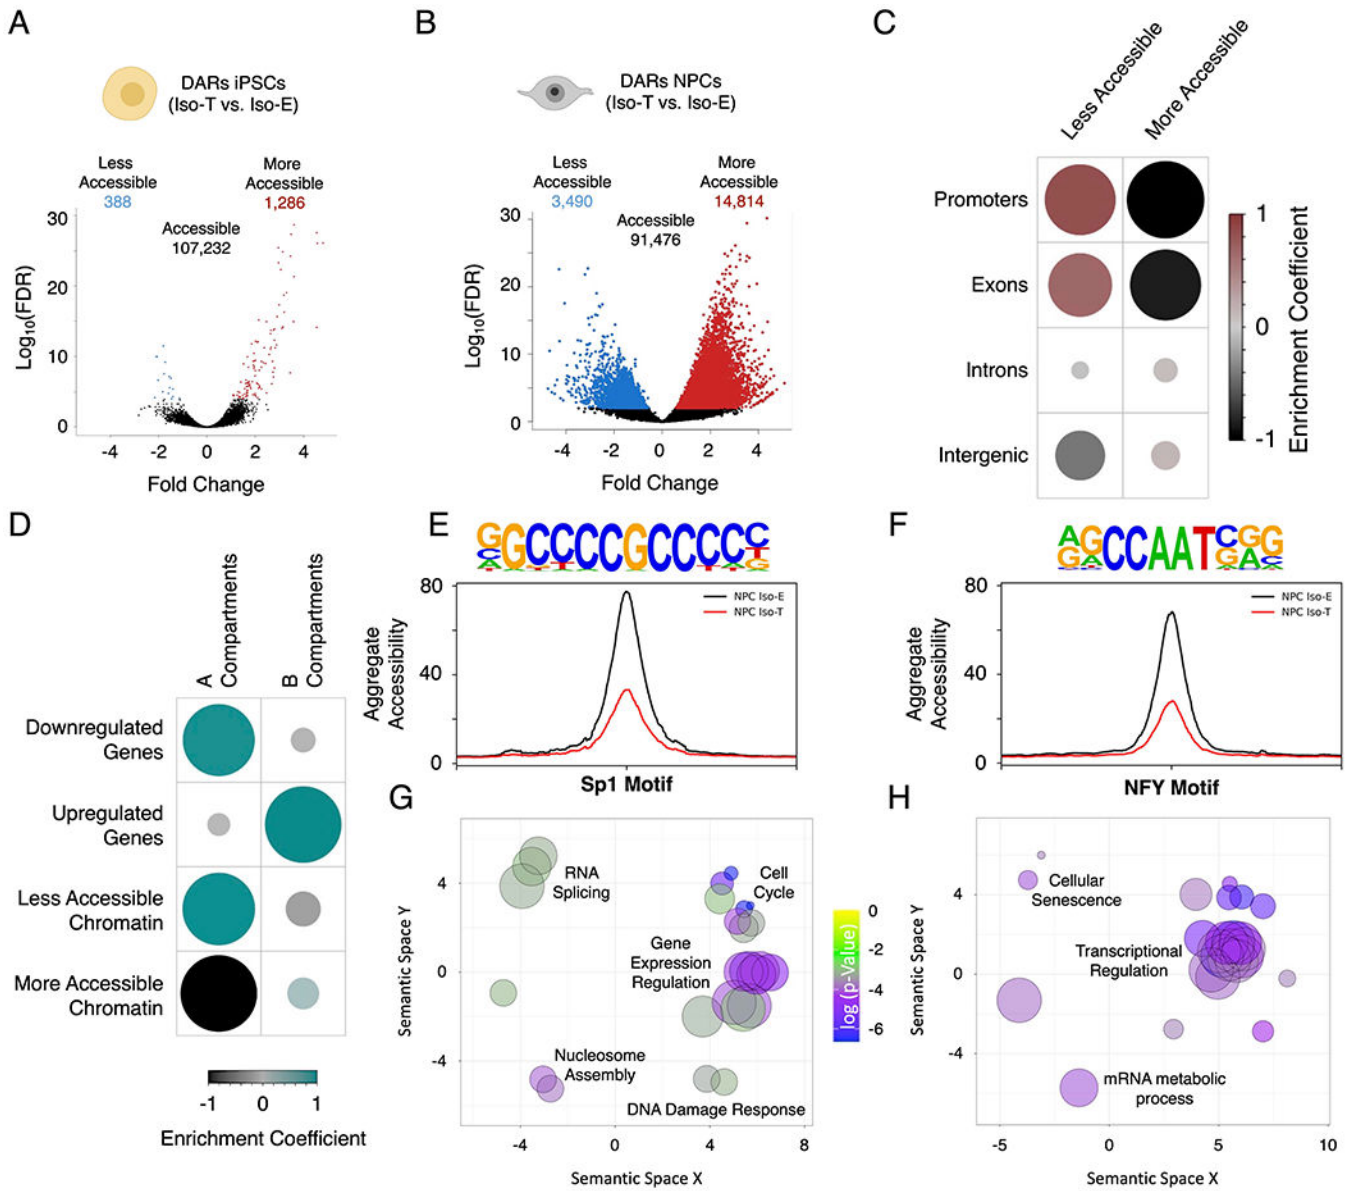 A
DARs iPSCs
(Iso-T vs. Iso-E)
Less
Accessible
388
More
Accessible
1,286
Accessible
107,232
Log10(FDR)
30
20
10
0
-4
-2
0
2
4
Fold Change
B
DARs NPCs
(Iso-T vs. Iso-E)
Less
Accessible
3,490
More
Accessible
14,814
Accessible
91,476
Log10(FDR)
30
20
10
0
-4
-2
0
2
4
Fold Change
C
Less Accessible
More Accessible
Promoters
Exons
Introns
Intergenic
1
0
-1
Enrichment Coefficient
D
A
Compartments
B
Compartments
Downregulated
Genes
Upregulated
Genes
Less Accessible
Chromatin
More Accessible
Chromatin
-1
0
1
Enrichment Coefficient
E
GGCCCCGCCCCC
80
40
0
Aggregate
Accessibility
NPC Iso-E
NPC Iso-T
Sp1 Motif
F
AGCCAATCGG
80
40
0
Aggregate
Accessibility
NPC Iso-E
NPC Iso-T
NFY Motif
G
RNA
Splicing
Cell
Cycle
Gene
Expression
Regulation
Nucleosome
Assembly
DNA Damage Response
4
0
-4
Semantic Space Y
-4
0
4
8
Semantic Space X
0
-2
-4
-6
log (p-Value)
H
Cellular
Senescence
Transcriptional
Regulation
mRNA metabolic
process
4
0
-4
Semantic Space Y
-5
0
5
10
Semantic Space X